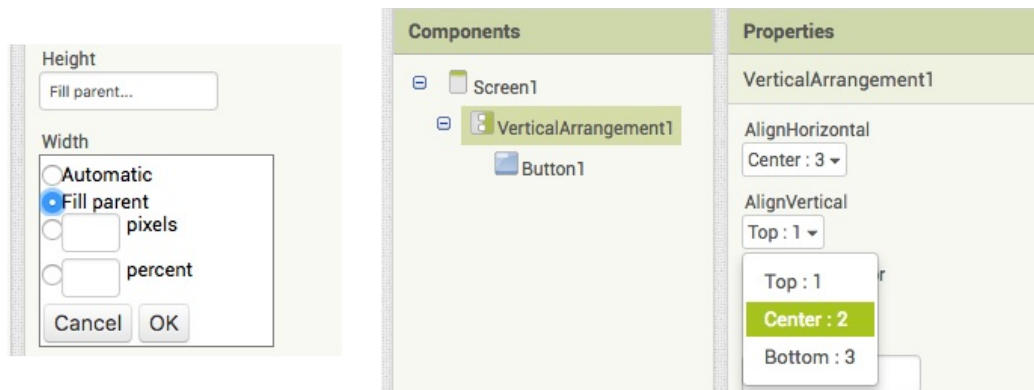 Height
Fill parent...
Width
Automatic
Fill parent
pixels
percent
Cancel OK
Components
Screen1
VerticalArrangement1
Button1
Properties
VerticalArrangement1
AlignHorizontal
Center : 3
AlignVertical
Top : 1
Top : 1
Center : 2
Bottom : 3